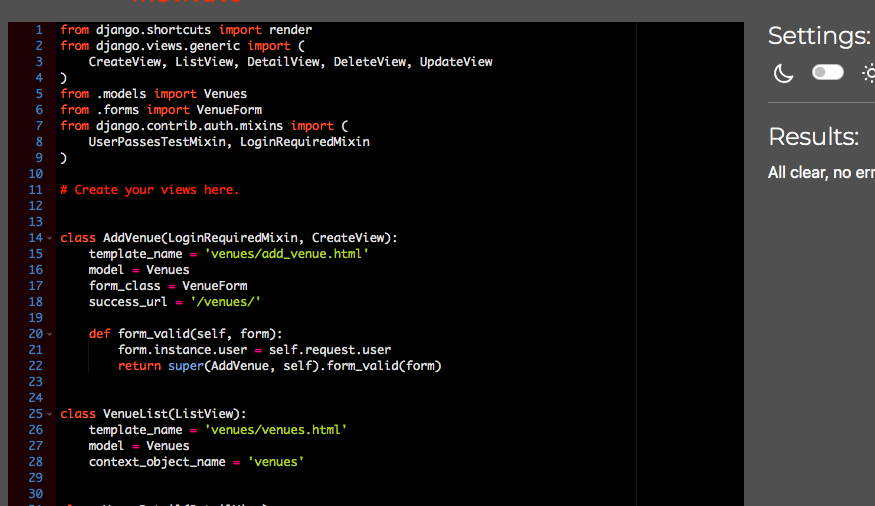 1 from django.shortcuts import render
2 from django.views.generic import (
3     CreateView, ListView, DetailView, DeleteView, UpdateView
4 )
5 from .models import Venues
6 from .forms import VenueForm
7 from django.contrib.auth.mixins import (
8     UserPassesTestMixin, LoginRequiredMixin
9 )
10
11 # Create your views here.
12
13
14 class AddVenue(LoginRequiredMixin, CreateView):
15     template_name = 'venues/add_venue.html'
16     model = Venues
17     form_class = VenueForm
18     success_url = '/venues/'
19
20     def form_valid(self, form):
21         form.instance.user = self.request.user
22         return super(AddVenue, self).form_valid(form)
23
24
25 class VenueList(ListView):
26     template_name = 'venues/venues.html'
27     model = Venues
28     context_object_name = 'venues'
29
30
Settings:
Results:
All clear, no err